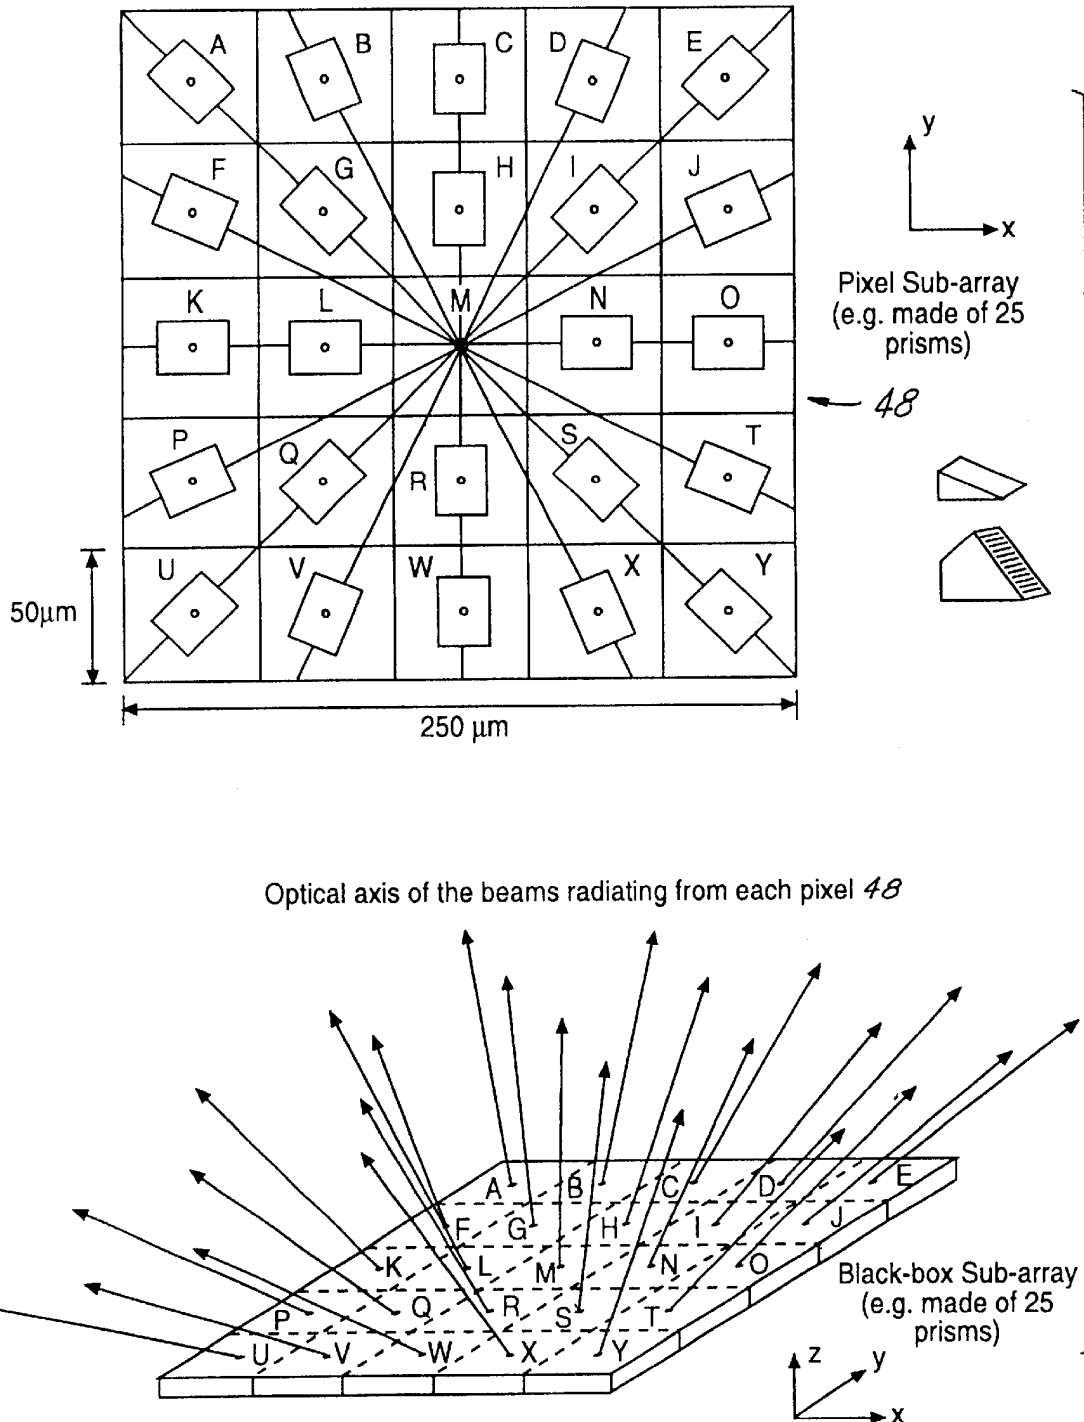 A B C D E
F G H I J
K L M N O
P Q R S T
U V W X Y
y
x
Pixel Sub-array
(e.g. made of 25
prisms)
48
50μm
250 μm
Optical axis of the beams radiating from each pixel 48
A B C D E
F G H I J
K L M N O
P Q R S T
U V W X Y
Black-box Sub-array
(e.g. made of 25
prisms)
z
y
x